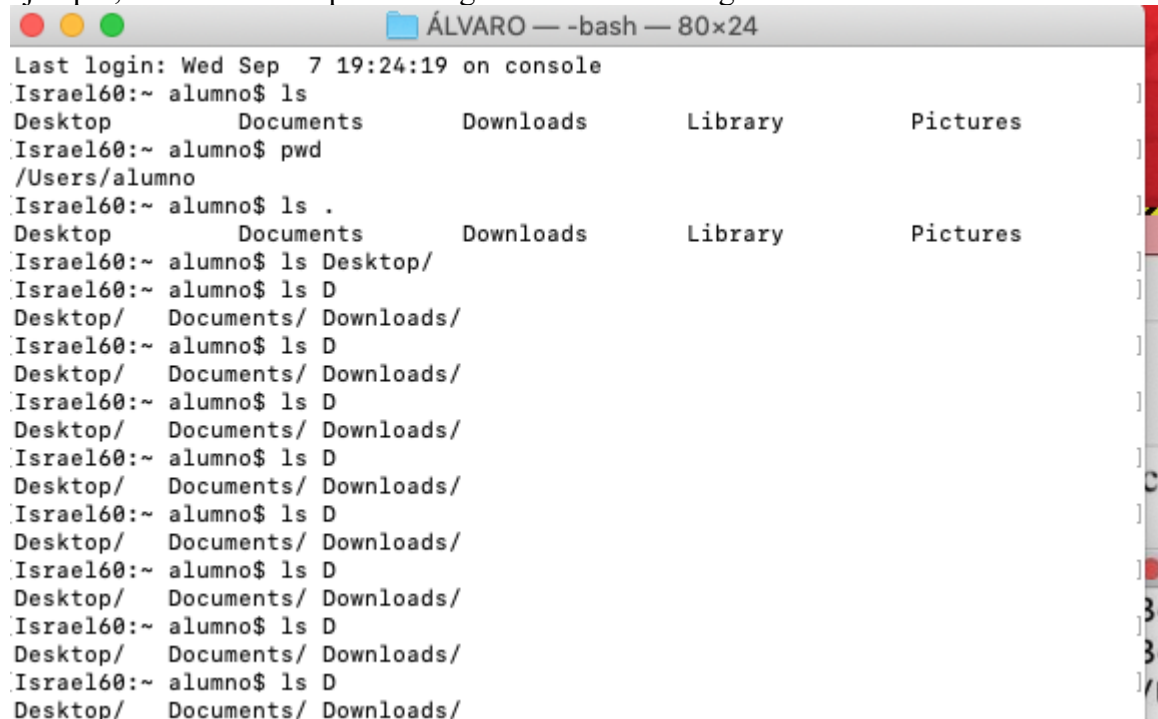 ÁLVARO — -bash — 80×24
Last login: Wed Sep  7 19:24:19 on console
[Israel60:~ alumno$ ls ]
Desktop Documents Downloads Library Pictures
[Israel60:~ alumno$ pwd ]
/Users/alumno
[Israel60:~ alumno$ ls . ]
Desktop Documents Downloads Library Pictures
[Israel60:~ alumno$ ls Desktop/ ]
[Israel60:~ alumno$ ls D ]
Desktop/ Documents/ Downloads/
[Israel60:~ alumno$ ls D ]
Desktop/ Documents/ Downloads/
[Israel60:~ alumno$ ls D ]
Desktop/ Documents/ Downloads/
[Israel60:~ alumno$ ls D ]
Desktop/ Documents/ Downloads/
[Israel60:~ alumno$ ls D ]
Desktop/ Documents/ Downloads/
[Israel60:~ alumno$ ls D ]
Desktop/ Documents/ Downloads/
[Israel60:~ alumno$ ls D ]
Desktop/ Documents/ Downloads/
[Israel60:~ alumno$ ls D ]
Desktop/ Documents/ Downloads/